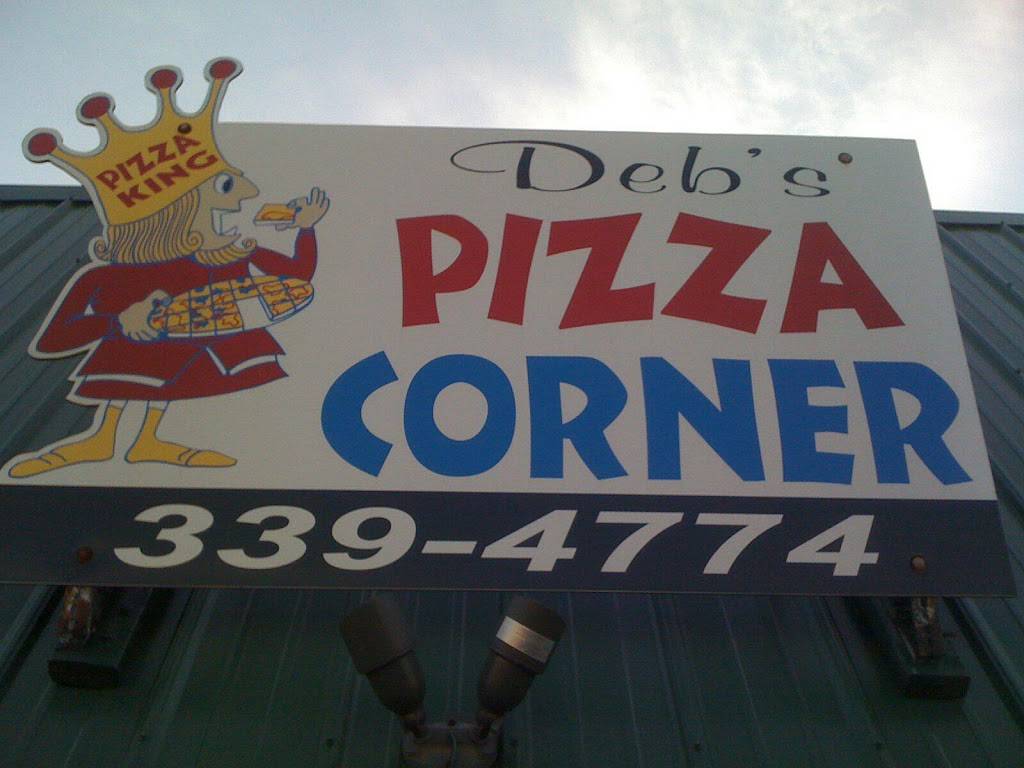 PIZZA
KING
Deb's
PIZZA
CORNER
339-4774